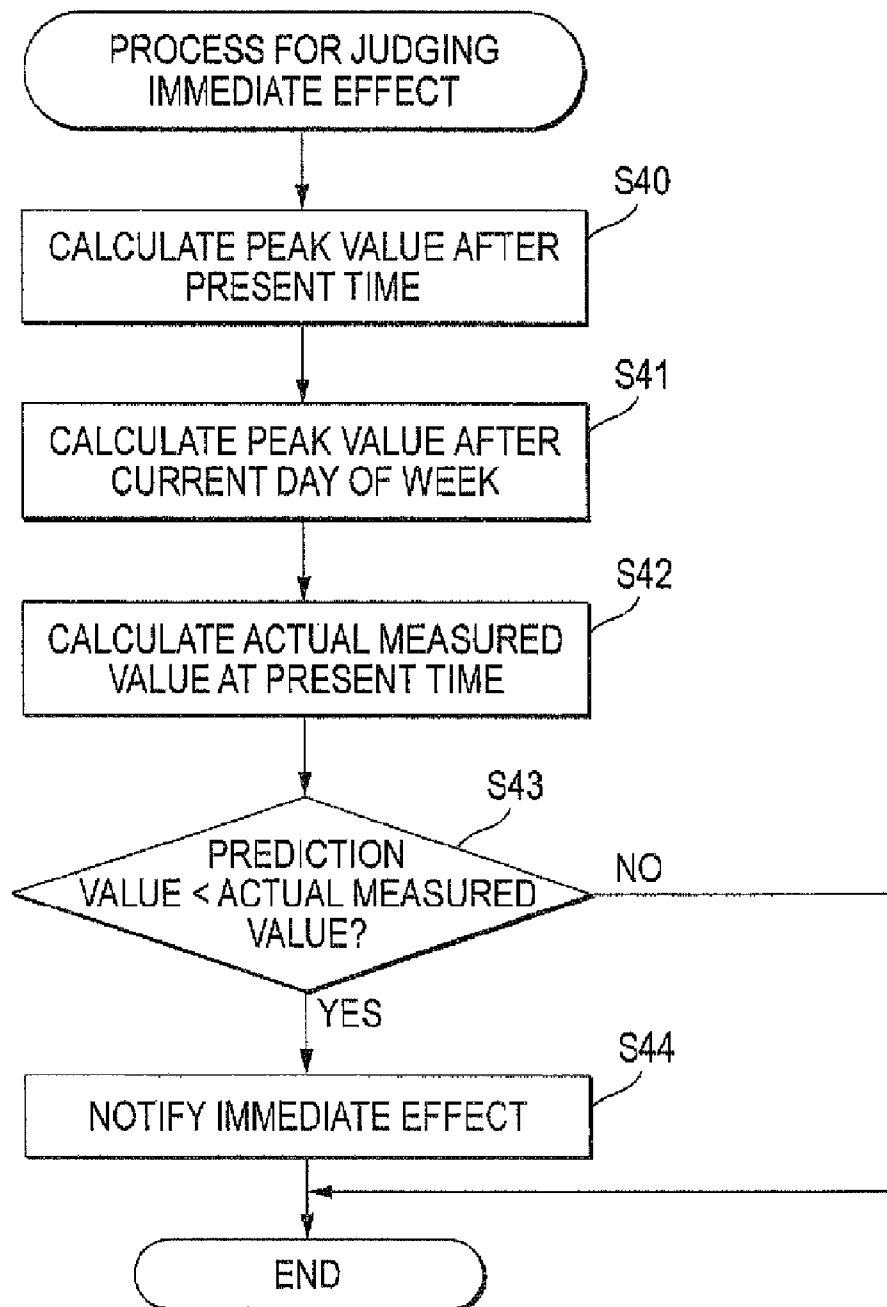 PROCESS FOR JUDGING
IMMEDIATE EFFECT
S40
CALCULATE PEAK VALUE AFTER
PRESENT TIME
S41
CALCULATE PEAK VALUE AFTER
CURRENT DAY OF WEEK
S42
CALCULATE ACTUAL MEASURED
VALUE AT PRESENT TIME
S43
PREDICTION
VALUE < ACTUAL MEASURED
VALUE?
NO
YES
S44
NOTIFY IMMEDIATE EFFECT
END